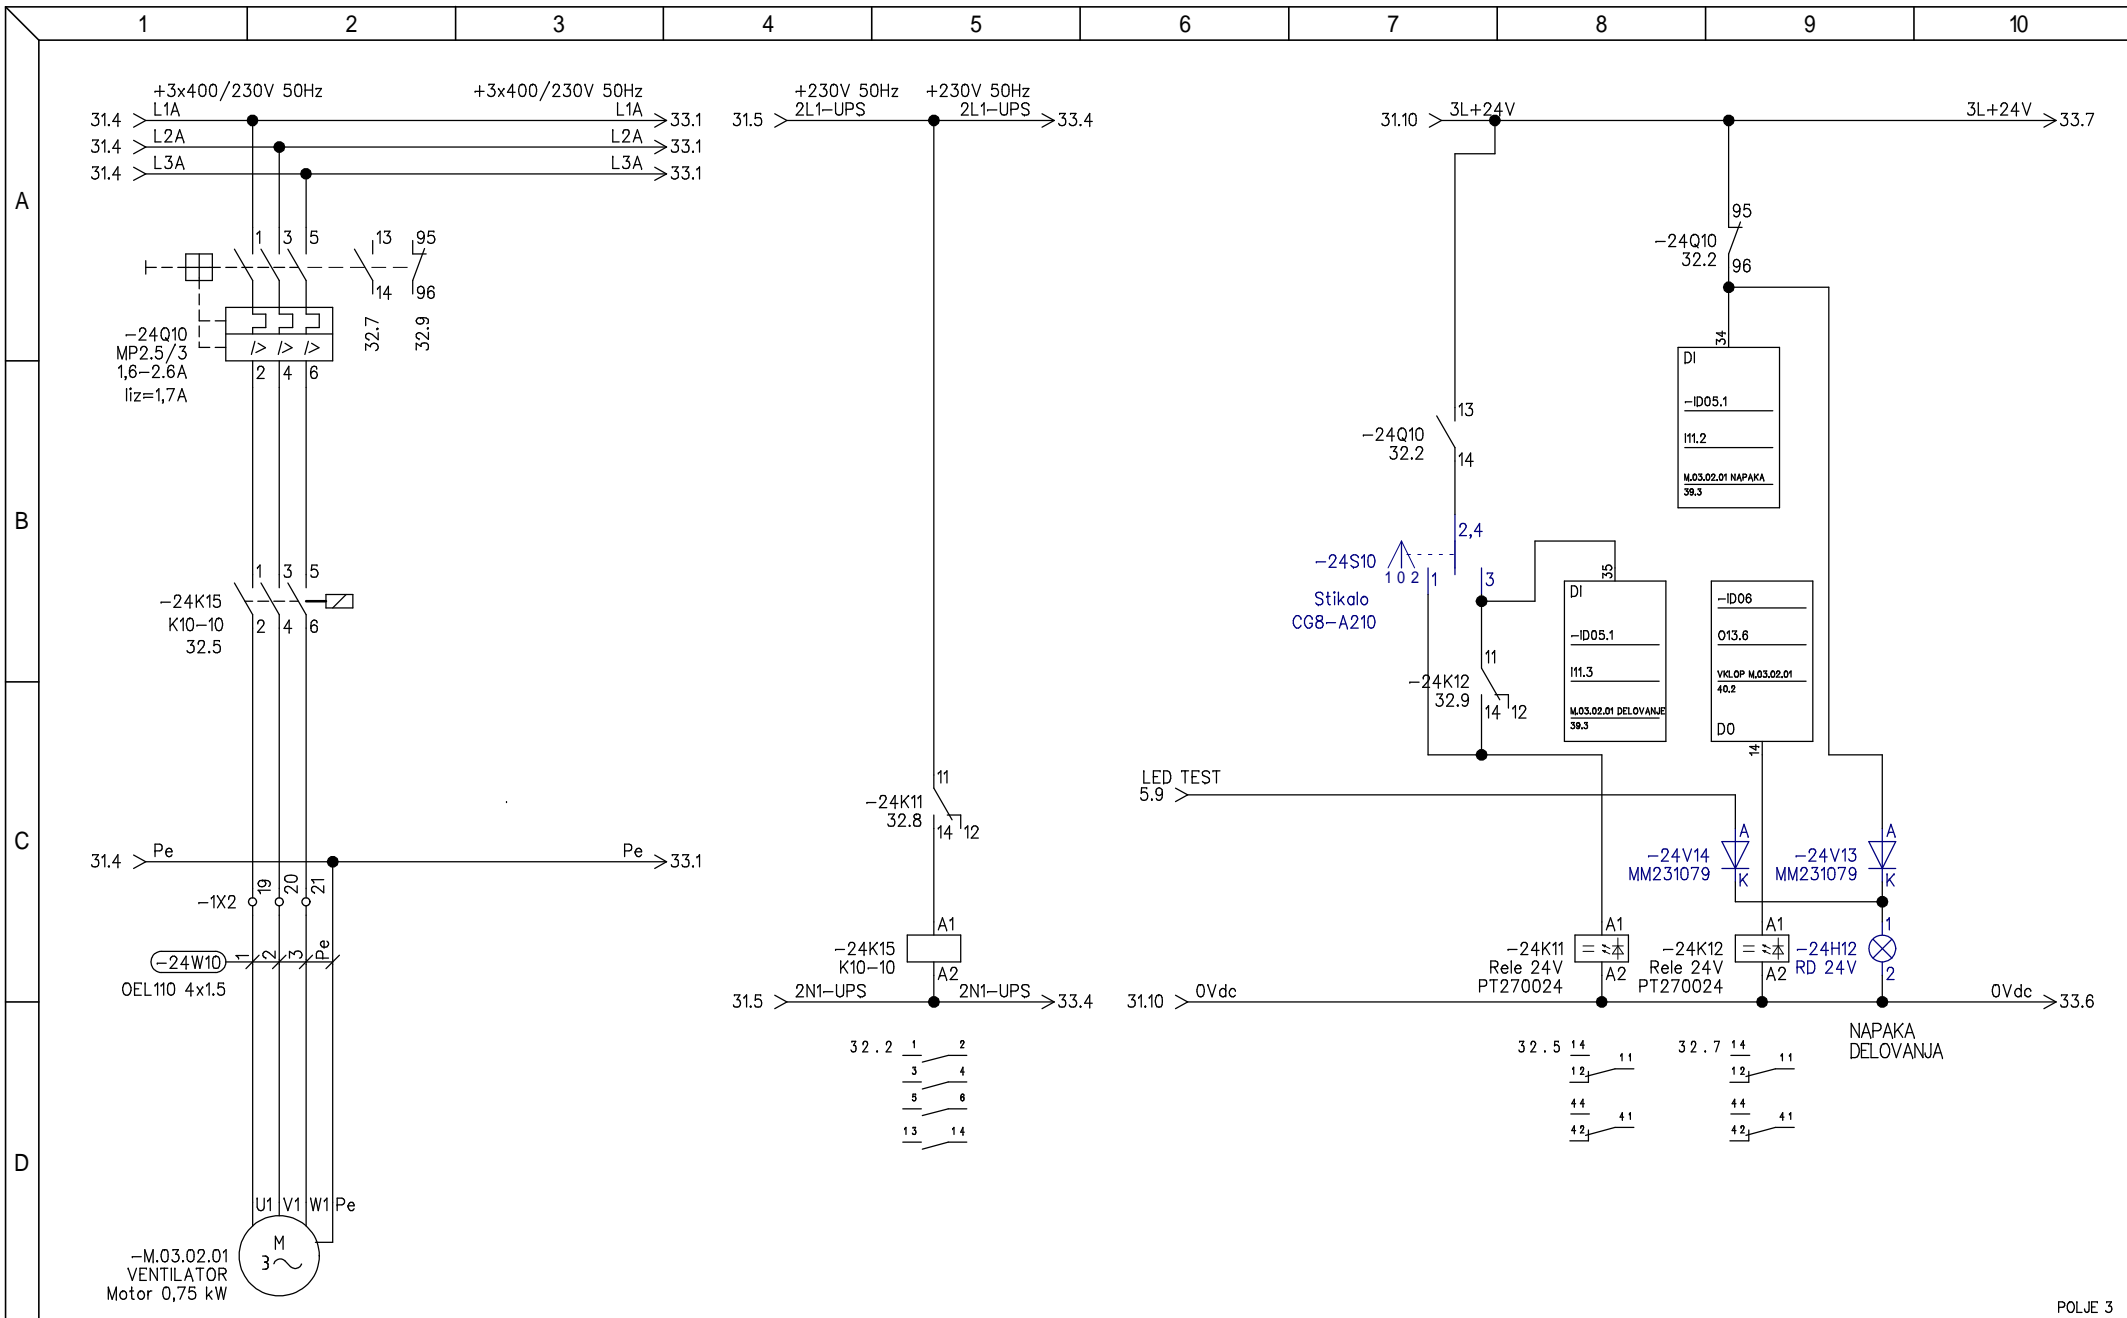 1 2 3 4 5 6 7 8 9 10
A
B
C
D
+3x400/230V 50Hz +3x400/230V 50Hz
31.4 L1A L1A 33.1
31.4 L2A L2A 33.1
31.4 L3A L3A 33.1
1 3 5 13 95
14 96
32.7 32.9
-24Q10
MP2.5/3
1,6-2.6A
Iiz=1,7A
I> I> I>
2 4 6
1 3 5
-24K15
K10-10
32.5
2 4 6
31.4 Pe Pe 33.1
-1X2 19 20 21
-24W10 1 2 3 Pe
OEL110 4x1.5
U1 V1 W1 Pe
M
3
-M.03.02.01
VENTILATOR
Motor 0,75 kW
+230V 50Hz +230V 50Hz
31.5 2L1-UPS 2L1-UPS 33.4
11
-24K11
32.8
14 12
A1
-24K15
K10-10
A2
31.5 2N1-UPS 2N1-UPS 33.4
32.2 1 2
3 4
5 6
13 14
31.10 3L+24V 3L+24V 33.7
95
-24Q10
32.2
96
34
DI
-ID05.1
I11.2
M.03.02.01 NAPAKA
39.3
13
-24Q10
32.2
14
2,4
-24S10
1 0 2
1 3
Stikalo
CG8-A210
35
DI
-ID05.1
I11.3
M.03.02.01 DELOVANJE
39.3
-ID06
O13.6
VKLOP M.03.02.01
40.2
DO
14
11
-24K12
32.9
14 12
LED TEST
5.9
A
-24V14
MM231079
K
A
-24V13
MM231079
K
A1
-24K11
Rele 24V
PT270024
A2
A1
-24K12
Rele 24V
PT270024
A2
1
-24H12
RD 24V
2
31.10 0Vdc 0Vdc 33.6
NAPAKA
DELOVANJA
32.5 14 11
12
44 41
42
32.7 14 11
12
44 41
42
POLJE 3